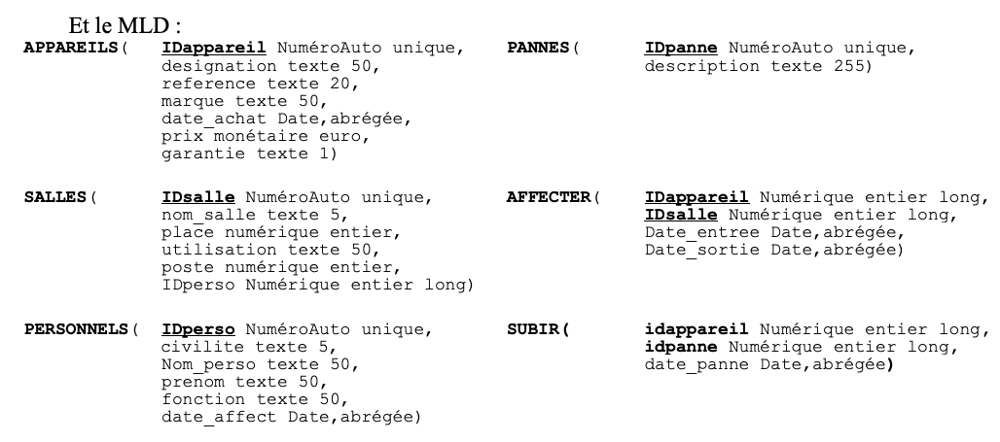 Et le MLD :
APPAREILS( IDappareil NuméroAuto unique,
designation texte 50,
reference texte 20,
marque texte 50,
date_achat Date,abrégée,
prix monétaire euro,
garantie texte 1)
PANNES( IDpanne NuméroAuto unique,
description texte 255)
SALLES( IDsalle NuméroAuto unique,
nom_salle texte 5,
place numérique entier,
utilisation texte 50,
poste numérique entier,
IDperso Numérique entier long)
AFFECTER( IDappareil Numérique entier long,
IDsalle Numérique entier long,
Date_entree Date,abrégée,
Date_sortie Date,abrégée)
PERSONNELS( IDperso NuméroAuto unique,
civilite texte 5,
Nom_perso texte 50,
prenom texte 50,
fonction texte 50,
date_affect Date,abrégée)
SUBIR( idappareil Numérique entier long,
idpanne Numérique entier long,
date_panne Date,abrégée)